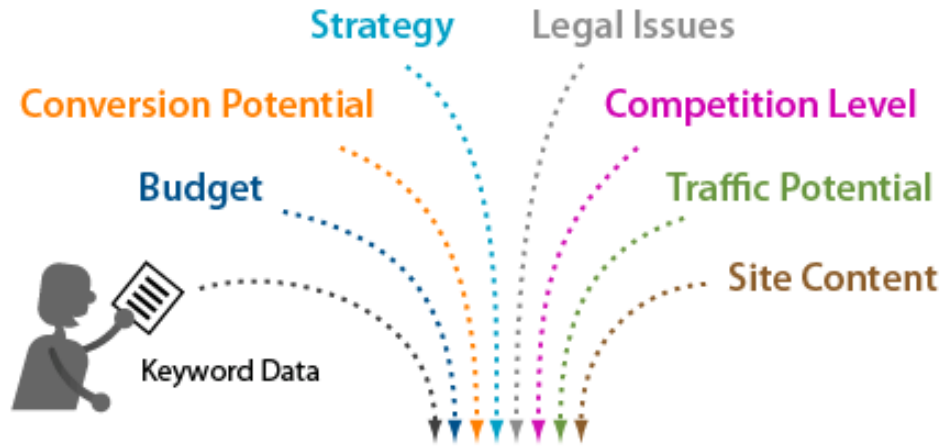 Strategy
Legal Issues
Conversion Potential
Competition Level
Budget
Traffic Potential
Site Content
Keyword Data